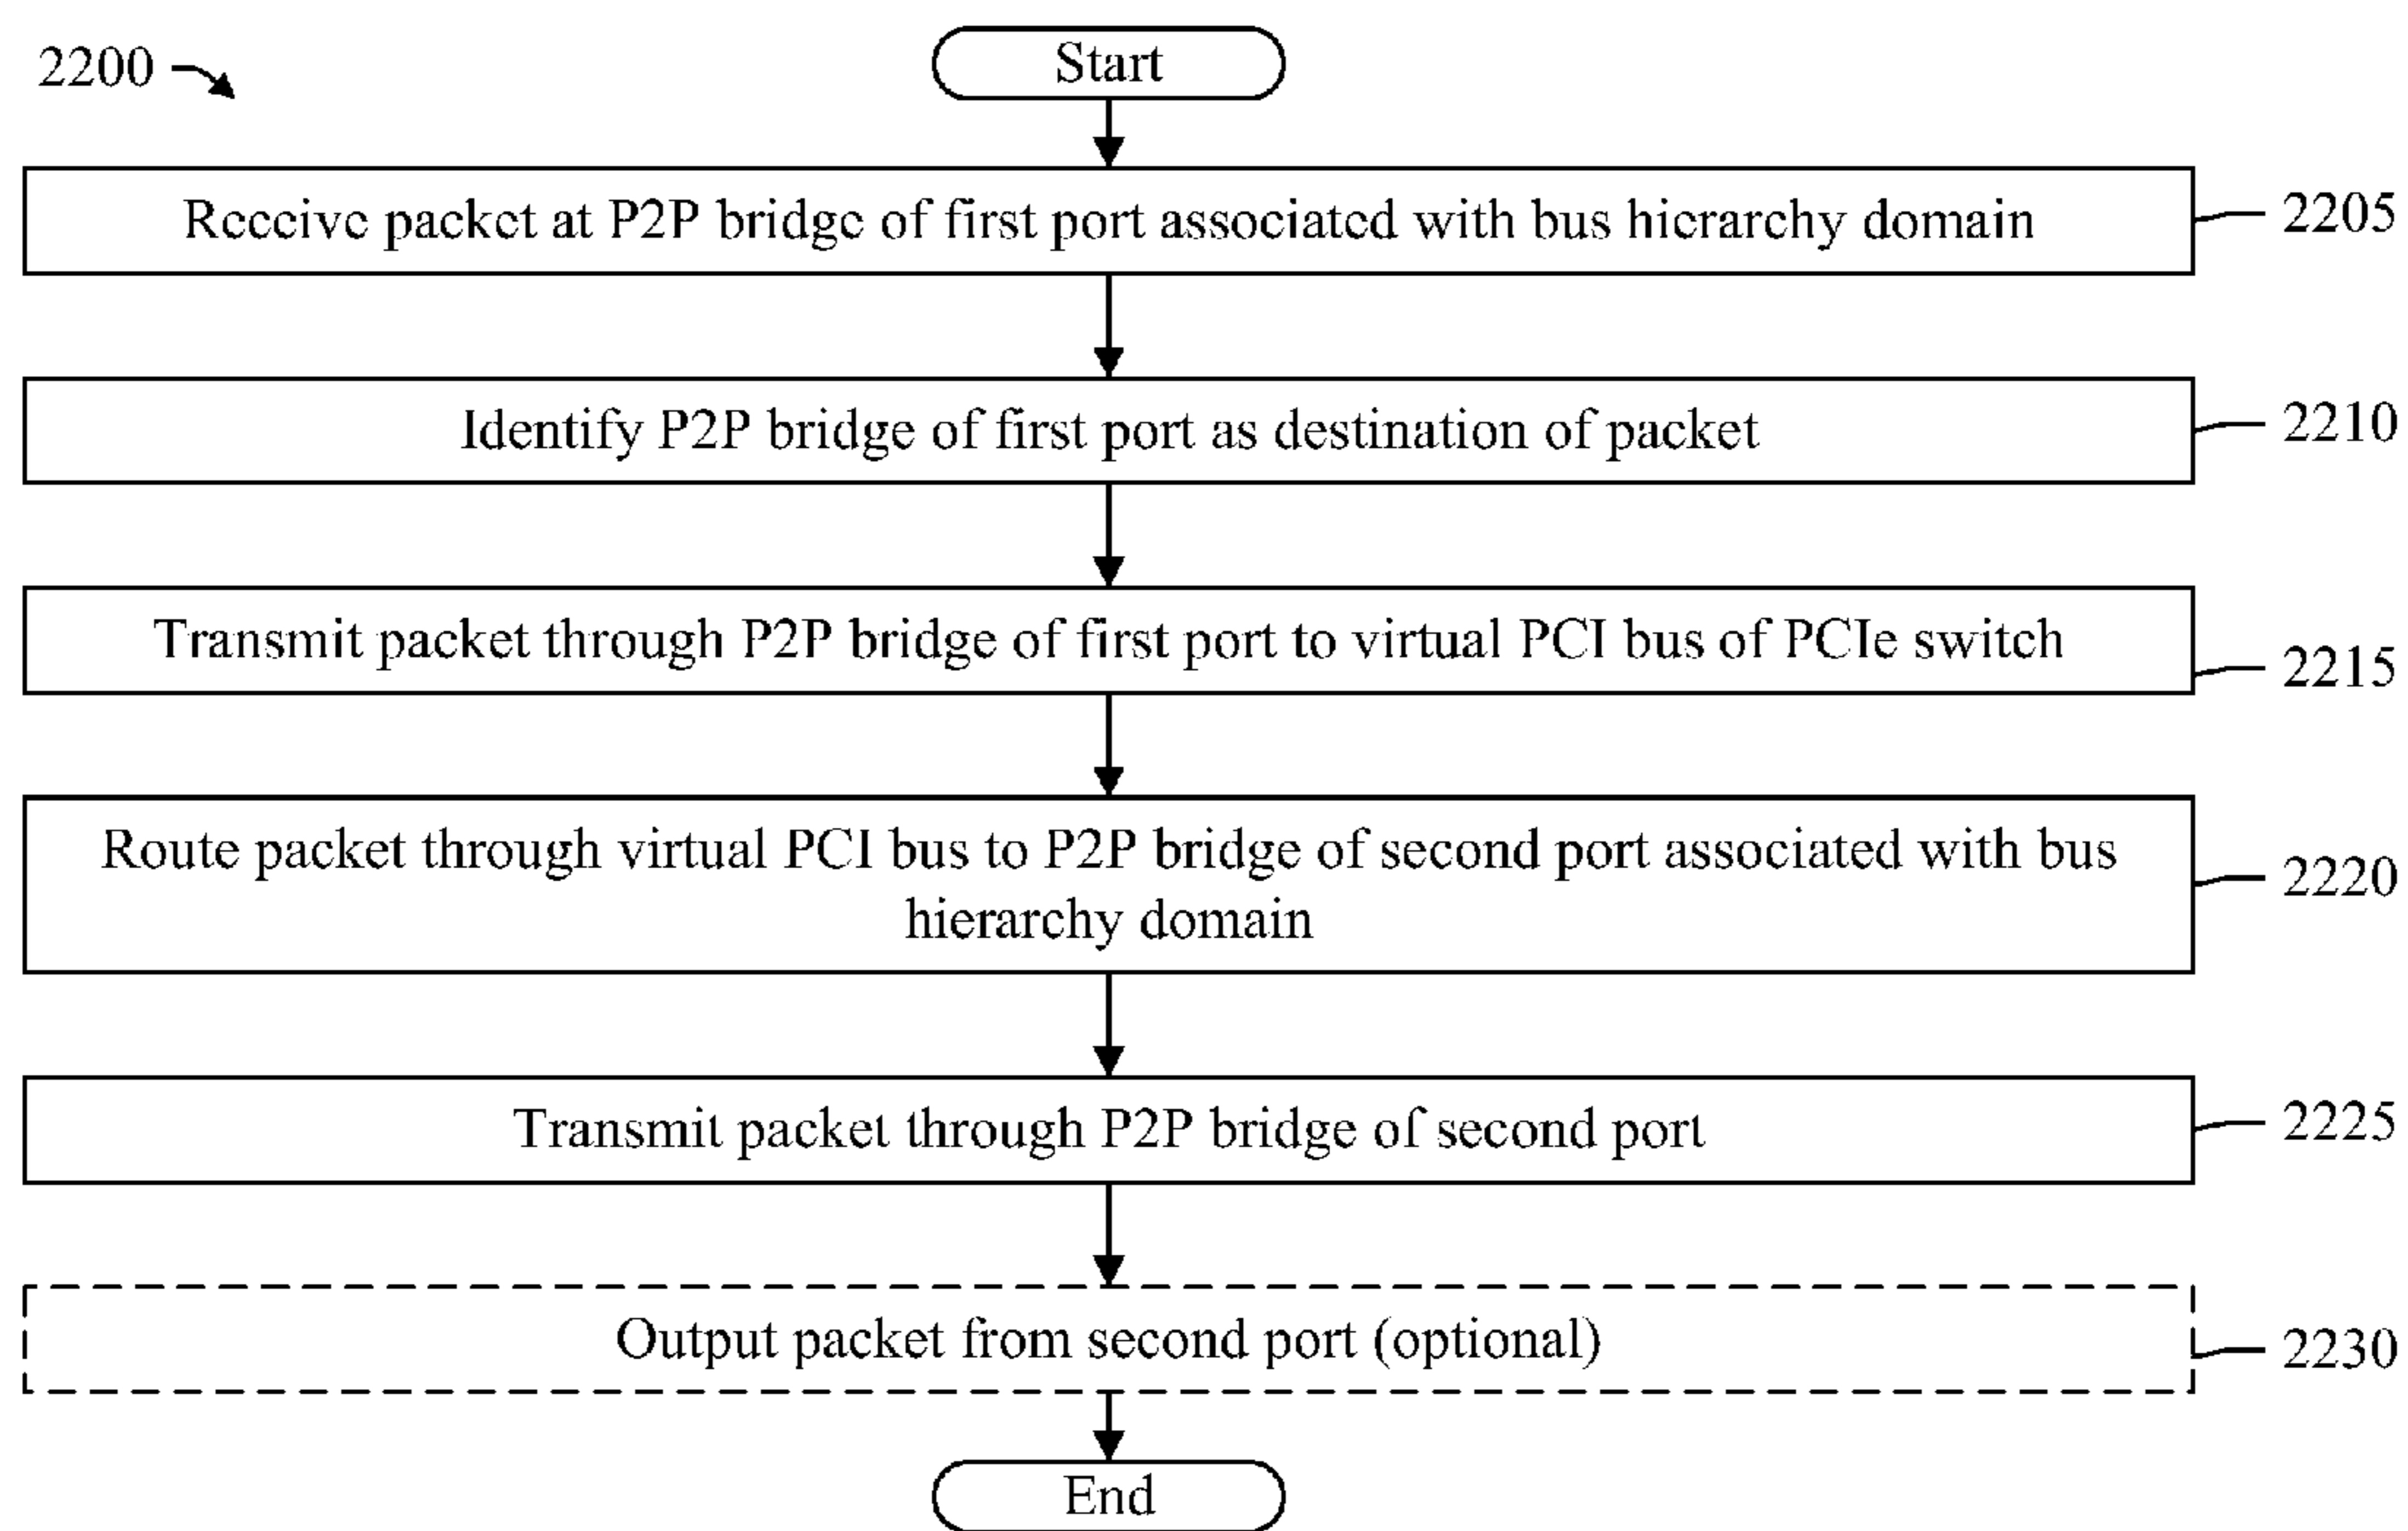 2200
Start
Receive packet at P2P bridge of first port associated with bus hierarchy domain
2205
Identify P2P bridge of first port as destination of packet
2210
Transmit packet through P2P bridge of first port to virtual PCI bus of PCIe switch
2215
Route packet through virtual PCI bus to P2P bridge of second port associated with bus
hierarchy domain
2220
Transmit packet through P2P bridge of second port
2225
Output packet from second port (optional)
2230
End